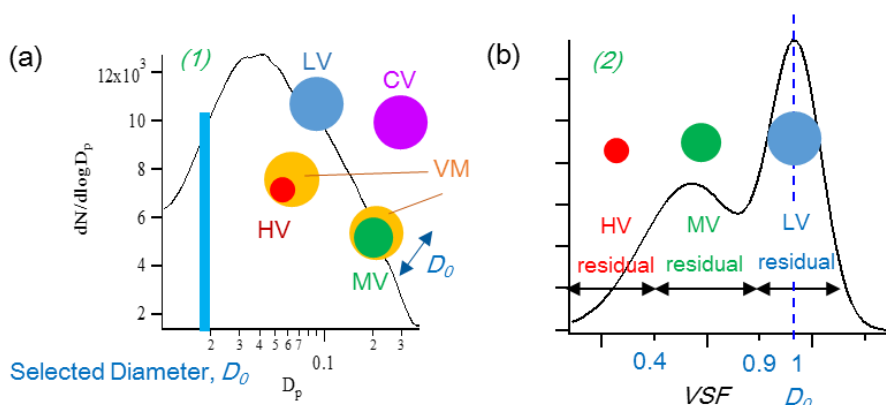 (a)
(1)
12x10³
10
8
6
4
2
dN/dlogDₚ
LV
CV
VM
HV
MV
D₀
2 3 4 5 6 7 0.1 2 3
Selected Diameter, D₀
Dₚ
(b)
(2)
HV MV LV
residual residual residual
0.4 0.9 1
VSF D₀